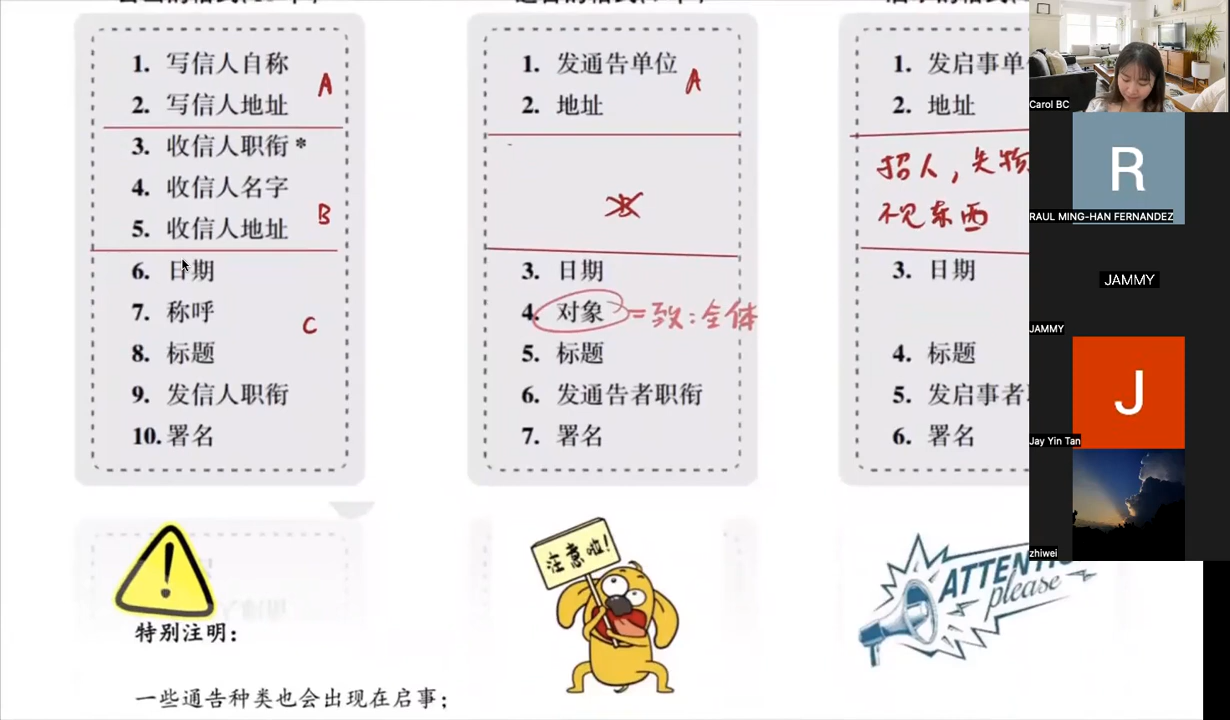 1. 写信人自称
2. 写信人地址
A
3. 收信人职衔 *
4. 收信人名字
5. 收信人地址
B
6. 日期
7. 称呼
8. 标题
9. 发信人职衔
10. 署名
C
1. 发通告单位
2. 地址
A
B
3. 日期
4. 对象 = 致：全体
5. 标题
6. 发通告者职衔
7. 署名
1. 发启事单
2. 地址
招人，失物
不见东西
3. 日期
4. 标题
5. 发启事者
6. 署名
!
特别注明：
一些通告种类也会出现在启事；
注意啦!
ATTENTI
please
Carol BC
R
RAUL MING-HAN FERNANDEZ
JAMMY
JAMMY
J
Jay Yin Tan
zhiwei